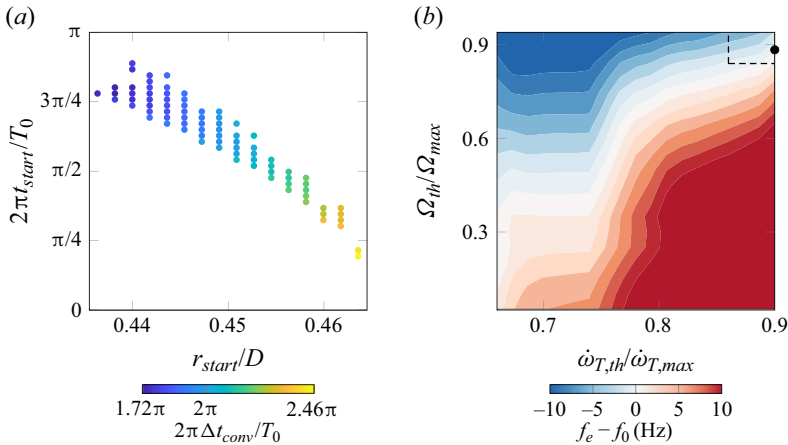 (a)
π
3π/4
π/2
π/4
0
2πt_start/T_0
0.44 0.45 0.46
r_start/D
1.72π 2π 2.46π
2πΔt_conv/T_0
(b)
0.9
0.6
0.3
Ω_th/Ω_max
0.7 0.8 0.9
ω̇_T,th/ω̇_T,max
−10 −5 0 5 10
f_e − f_0 (Hz)